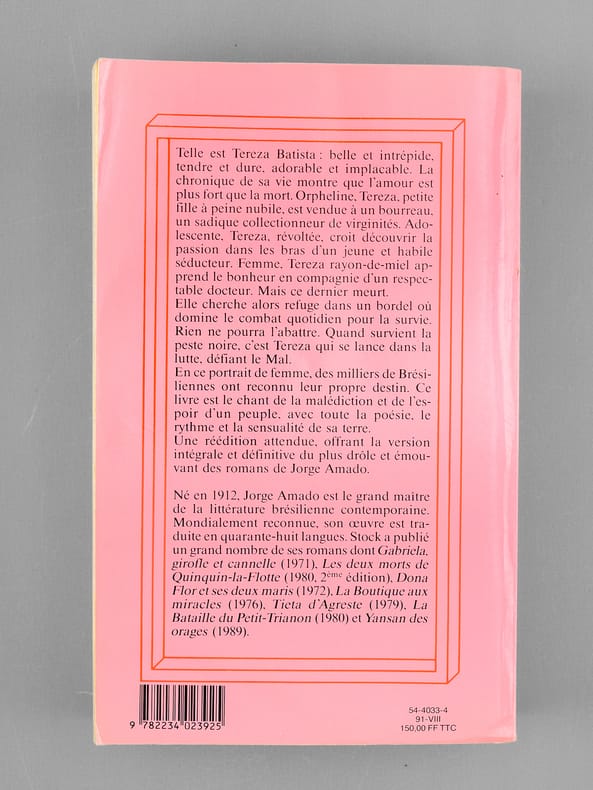 Telle est Tereza Batista : belle et intrépide,
tendre et dure, adorable et implacable. La
chronique de sa vie montre que l'amour est
plus fort que la mort. Orpheline, Tereza, petite
fille à peine nubile, est vendue à un bourreau,
un sadique collectionneur de virginités. Ado-
lescente, Tereza, révoltée, croit découvrir la
passion dans les bras d'un jeune et habile
séducteur. Femme, Tereza rayon-de-miel ap-
prend le bonheur en compagnie d'un respec-
table docteur. Mais ce dernier meurt.
Elle cherche alors refuge dans un bordel où
domine le combat quotidien pour la survie.
Rien ne pourra l'abattre. Quand survient la
peste noire, c'est Tereza qui se lance dans la
lutte, défiant le Mal.
En ce portrait de femme, des milliers de Brési-
liennes ont reconnu leur propre destin. Ce
livre est le chant de la malédiction et de l'es-
poir d'un peuple, avec toute la poésie, le
rythme et la sensualité de sa terre.
Une réédition attendue, offrant la version
intégrale et définitive du plus drôle et émou-
vant des romans de Jorge Amado.
Né en 1912, Jorge Amado est le grand maître
de la littérature brésilienne contemporaine.
Mondialement reconnue, son œuvre est tra-
duite en quarante-huit langues. Stock a publié
un grand nombre de ses romans dont Gabriela,
girofle et cannelle (1971), Les deux morts de
Quinquin-la-Flotte (1980, 2ème édition), Dona
Flor et ses deux maris (1972), La Boutique aux
miracles (1976), Tieta d'Agreste (1979), La
Bataille du Petit-Trianon (1980) et Yansan des
orages (1989).
9 782234 023925
54-4033-4
91-VIII
150,00 FF TTC